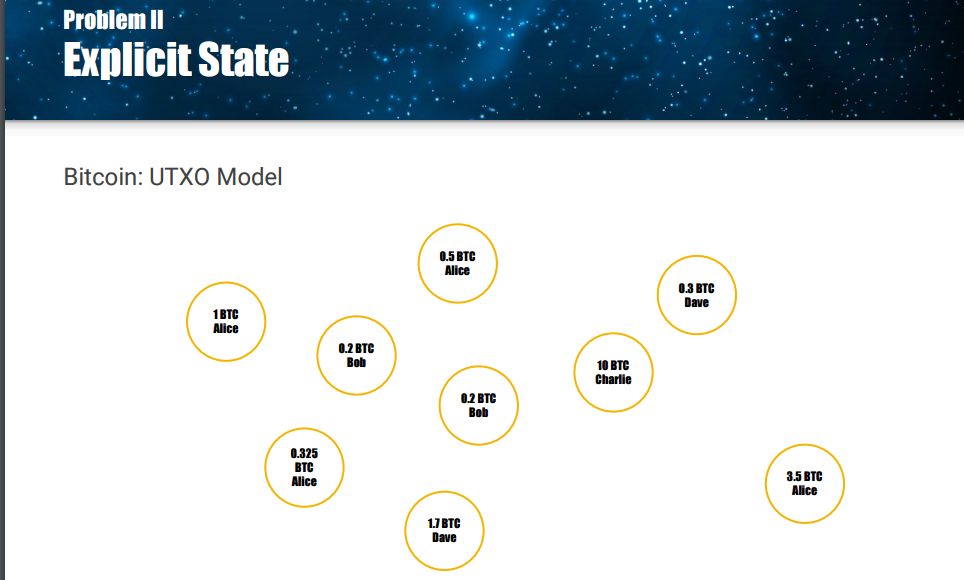 Problem II
Explicit State
Bitcoin: UTXO Model
0.5 BTC
Alice
0.3 BTC
Dave
1 BTC
Alice
0.2 BTC
Bob
10 BTC
Charlie
0.2 BTC
Bob
0.325
BTC
Alice
3.5 BTC
Alice
1.7 BTC
Dave